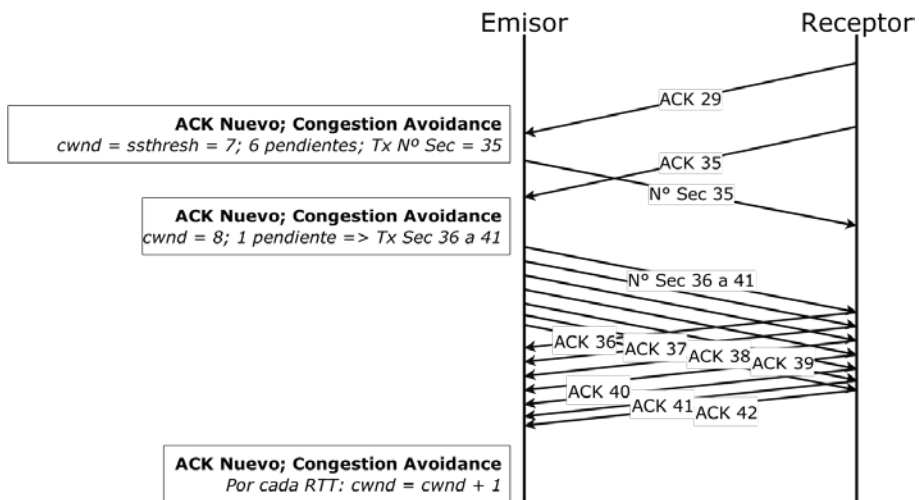 Emisor
Receptor
ACK 29
ACK Nuevo; Congestion Avoidance
cwnd = ssthresh = 7; 6 pendientes; Tx Nº Sec = 35
ACK 35
N° Sec 35
ACK Nuevo; Congestion Avoidance
cwnd = 8; 1 pendiente => Tx Sec 36 a 41
N° Sec 36 a 41
ACK 36
ACK 37
ACK 38
ACK 39
ACK 40
ACK 41
ACK 42
ACK Nuevo; Congestion Avoidance
Por cada RTT: cwnd = cwnd + 1